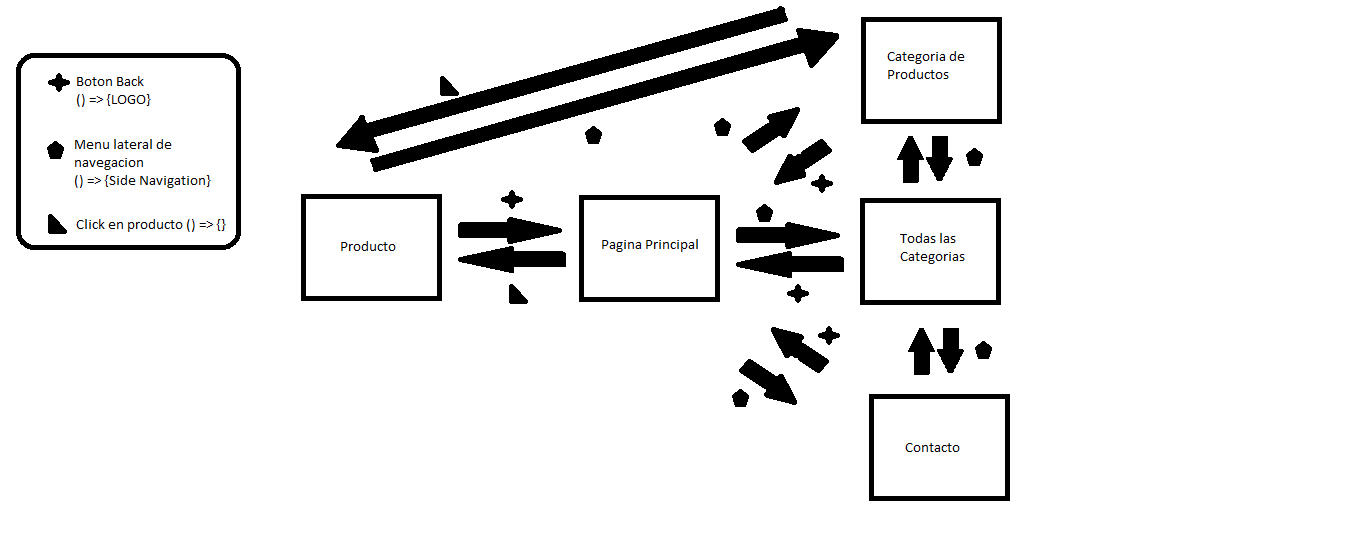 Boton Back
() => {LOGO}
Menu lateral de
navegacion
() => {Side Navigation}
Click en producto () => {}
Categoria de
Productos
Producto
Pagina Principal
Todas las
Categorias
Contacto